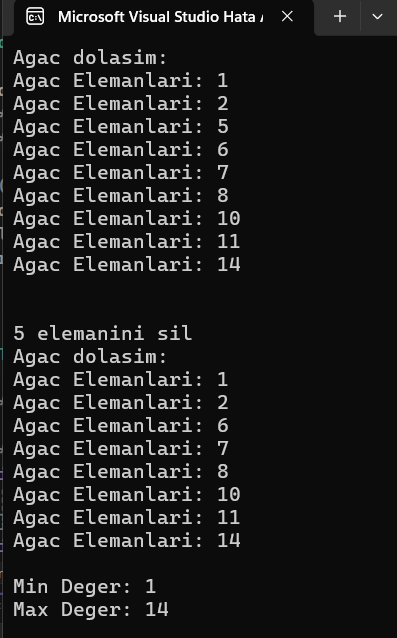 Microsoft Visual Studio Hata
Agac dolasim:
Agac Elemanlari: 1
Agac Elemanlari: 2
Agac Elemanlari: 5
Agac Elemanlari: 6
Agac Elemanlari: 7
Agac Elemanlari: 8
Agac Elemanlari: 10
Agac Elemanlari: 11
Agac Elemanlari: 14
5 elemanini sil
Agac dolasim:
Agac Elemanlari: 1
Agac Elemanlari: 2
Agac Elemanlari: 6
Agac Elemanlari: 7
Agac Elemanlari: 8
Agac Elemanlari: 10
Agac Elemanlari: 11
Agac Elemanlari: 14
Min Deger: 1
Max Deger: 14